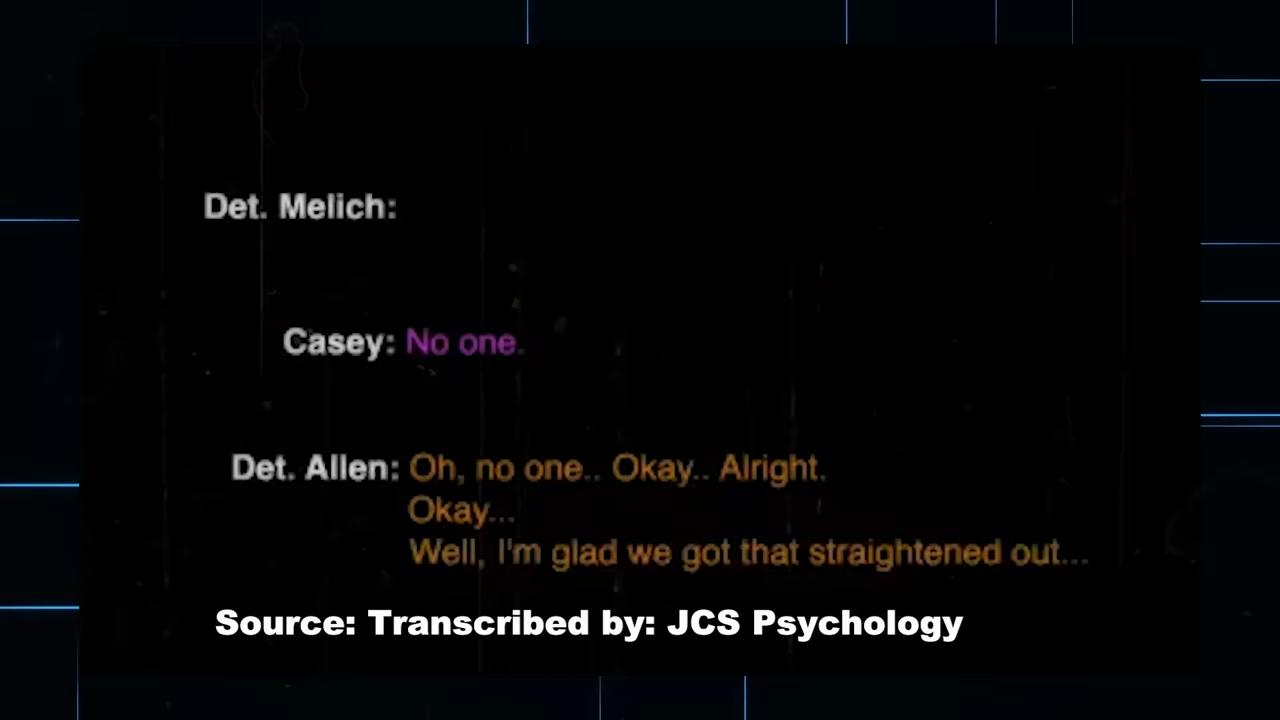 Det. Melich:
Casey: No one.
Det. Allen: Oh, no one.. Okay.. Alright.
Okay...
Well, I'm glad we got that straightened out...
Source: Transcribed by: JCS Psychology